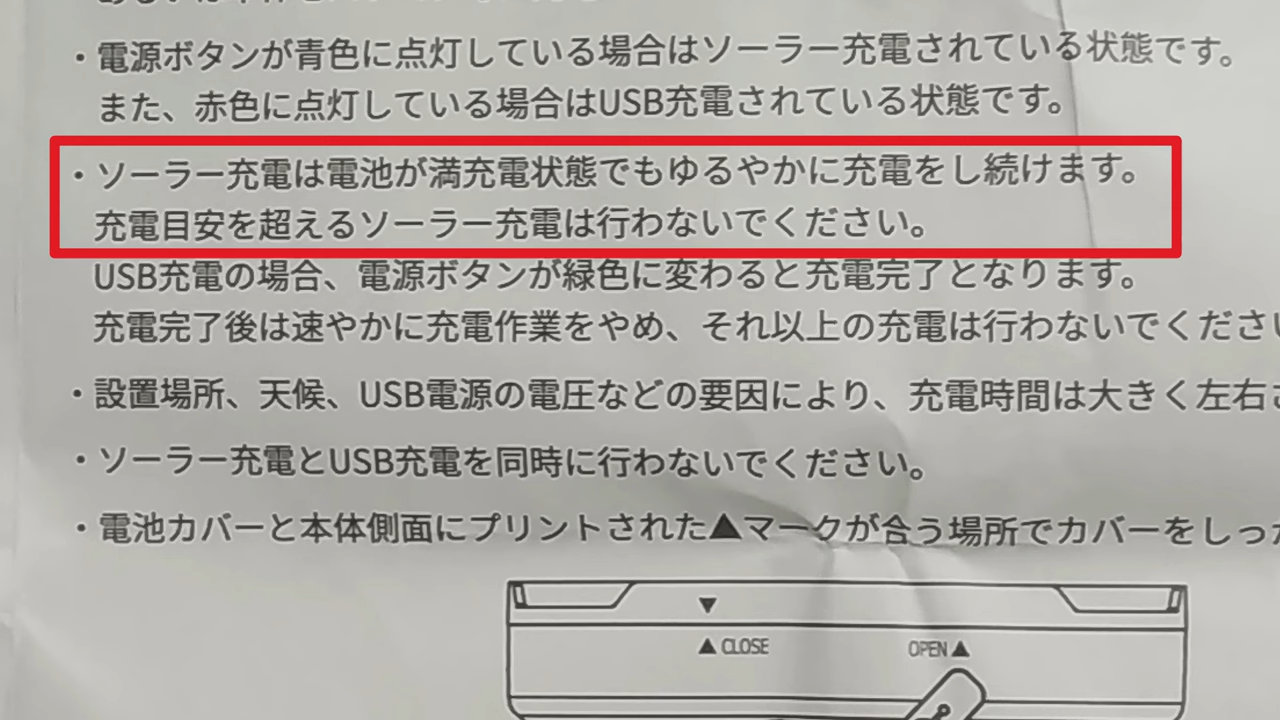 ・電源ボタンが青色に点灯している場合はソーラー充電されている状態です。
また、赤色に点灯している場合はUSB充電されている状態です。
・ソーラー充電は電池が満充電状態でもゆるやかに充電をし続けます。
充電目安を超えるソーラー充電は行わないでください。
USB充電の場合、電源ボタンが緑色に変わると充電完了となります。
充電完了後は速やかに充電作業をやめ、それ以上の充電は行わないでくださ
・設置場所、天候、USB電源の電圧などの要因により、充電時間は大きく左右
・ソーラー充電とUSB充電を同時に行わないでください。
・電池カバーと本体側面にプリントされた▲マークが合う場所でカバーをしっ
▼
▲ CLOSE OPEN ▲